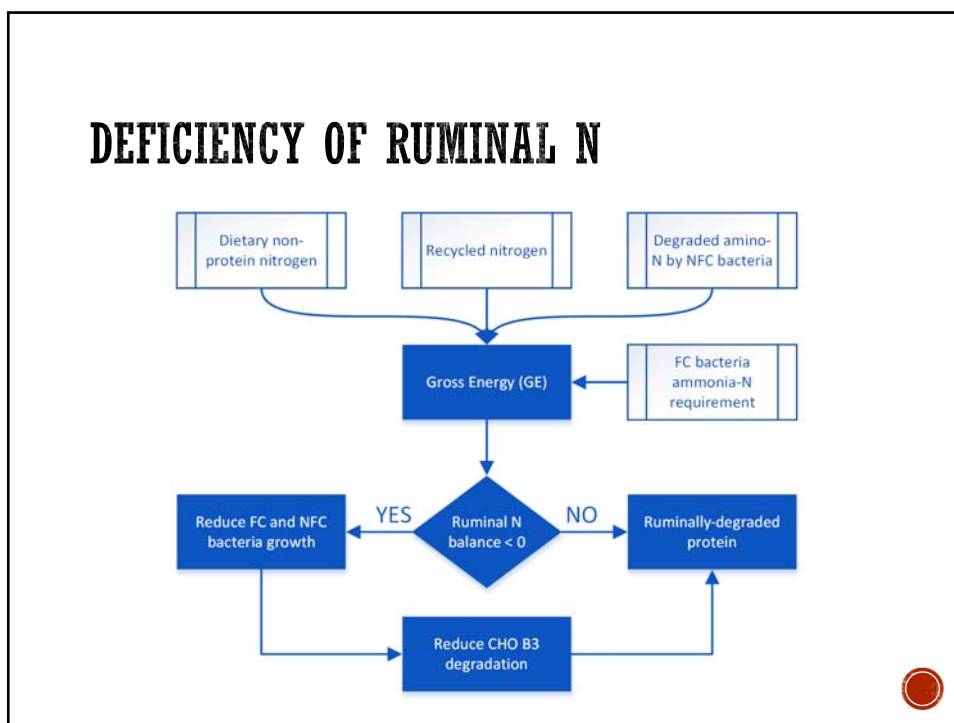 DEFICIENCY OF RUMINAL N
Dietary non-
protein nitrogen
Recycled nitrogen
Degraded amino-
N by NFC bacteria
Gross Energy (GE)
FC bacteria
ammonia-N
requirement
Reduce FC and NFC
bacteria growth
YES
Ruminal N
balance < 0
NO
Ruminally-degraded
protein
Reduce CHO B3
degradation